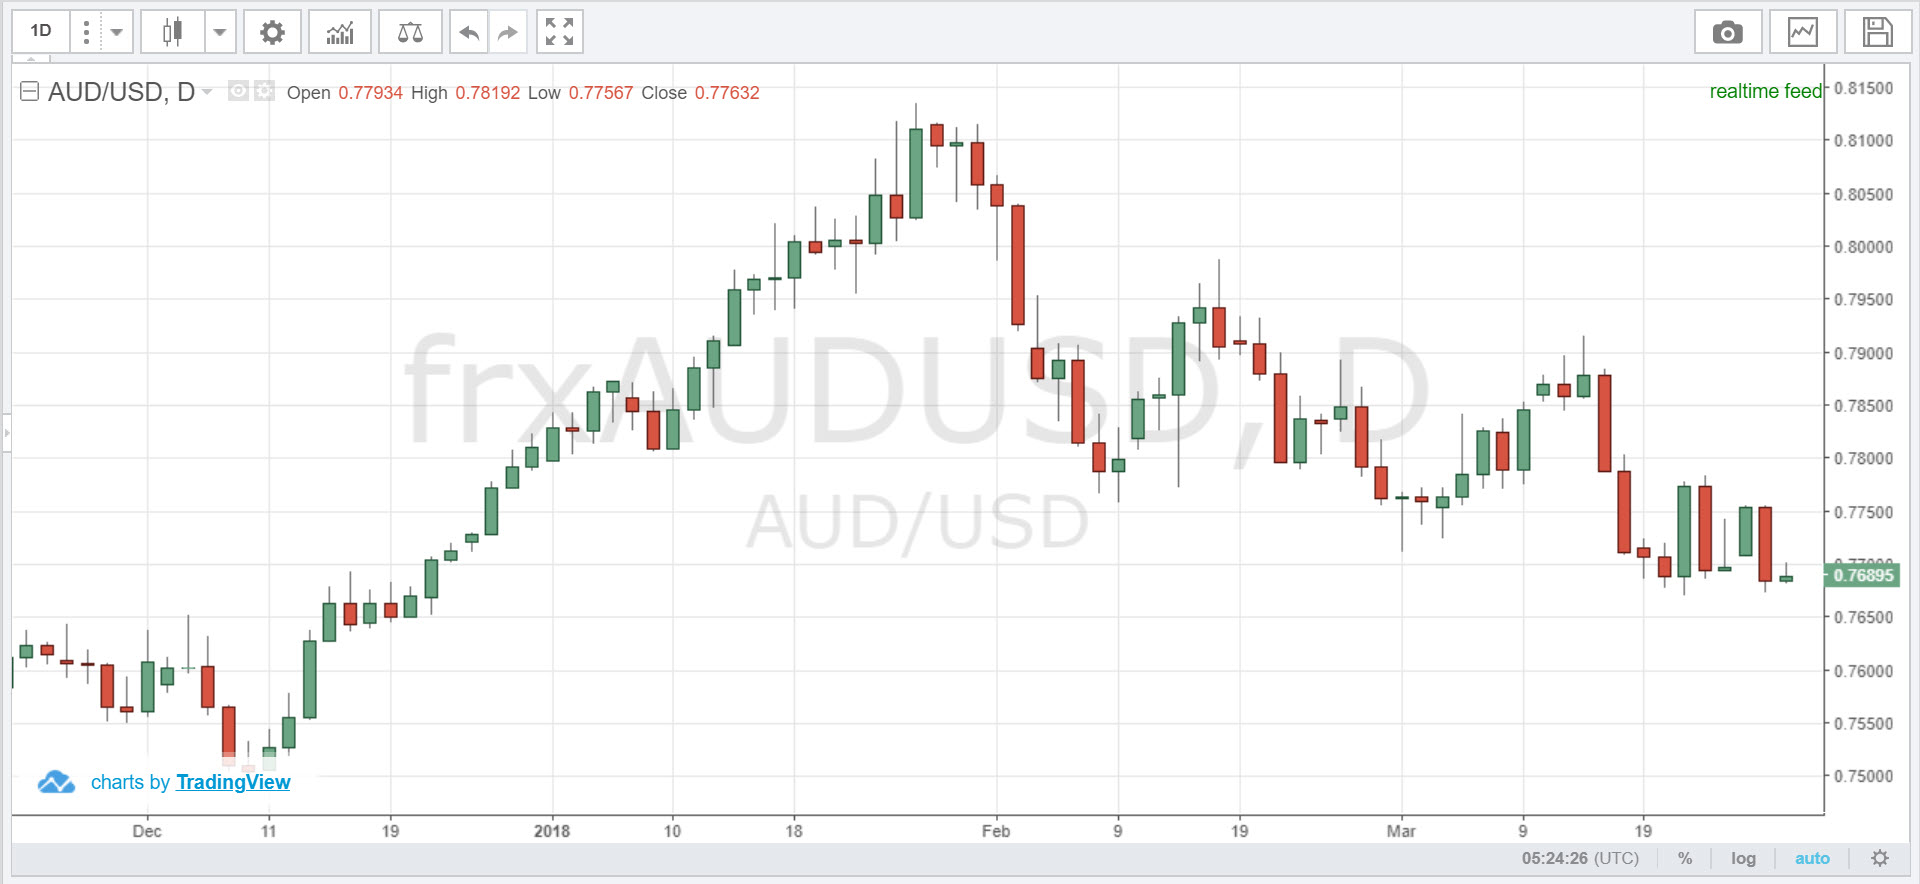 1D
AUD/USD, D Open 0.77934 High 0.78192 Low 0.77567 Close 0.77632
realtime feed
0.81500
0.81000
0.80500
0.80000
0.79500
0.79000
0.78500
0.78000
0.77500
0.77000
0.76895
0.76500
0.76000
0.75500
0.75000
frxAUDUSD, D
AUD/USD
charts by TradingView
Dec 11 19 2018 10 18 Feb 9 19 Mar 9 19
05:24:26 (UTC) % log auto